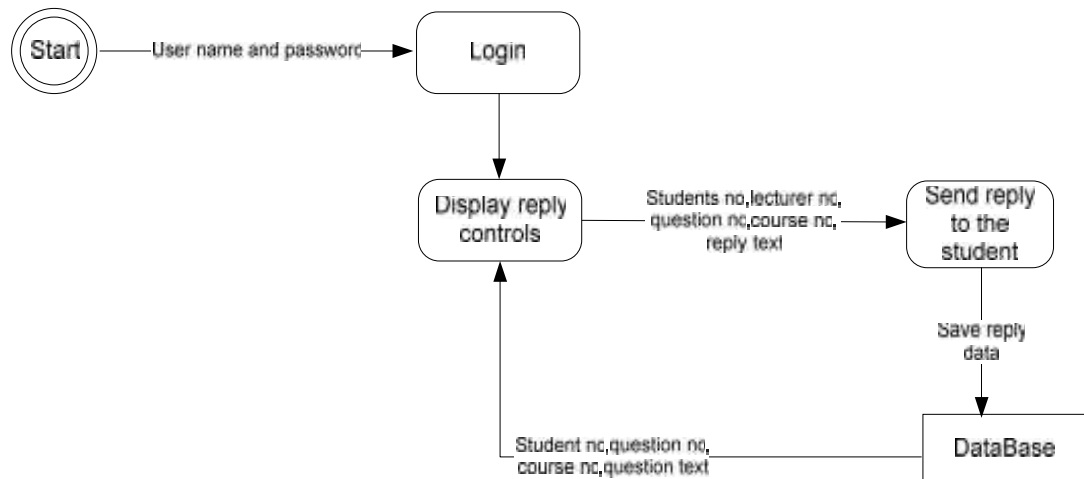 Start
User name and password
Login
Display reply
controls
Students no,lecturer no,
question no,course no,
reply text
Send reply
to the
student
Save reply
data
DataBase
Student no,question no,
course no,question text